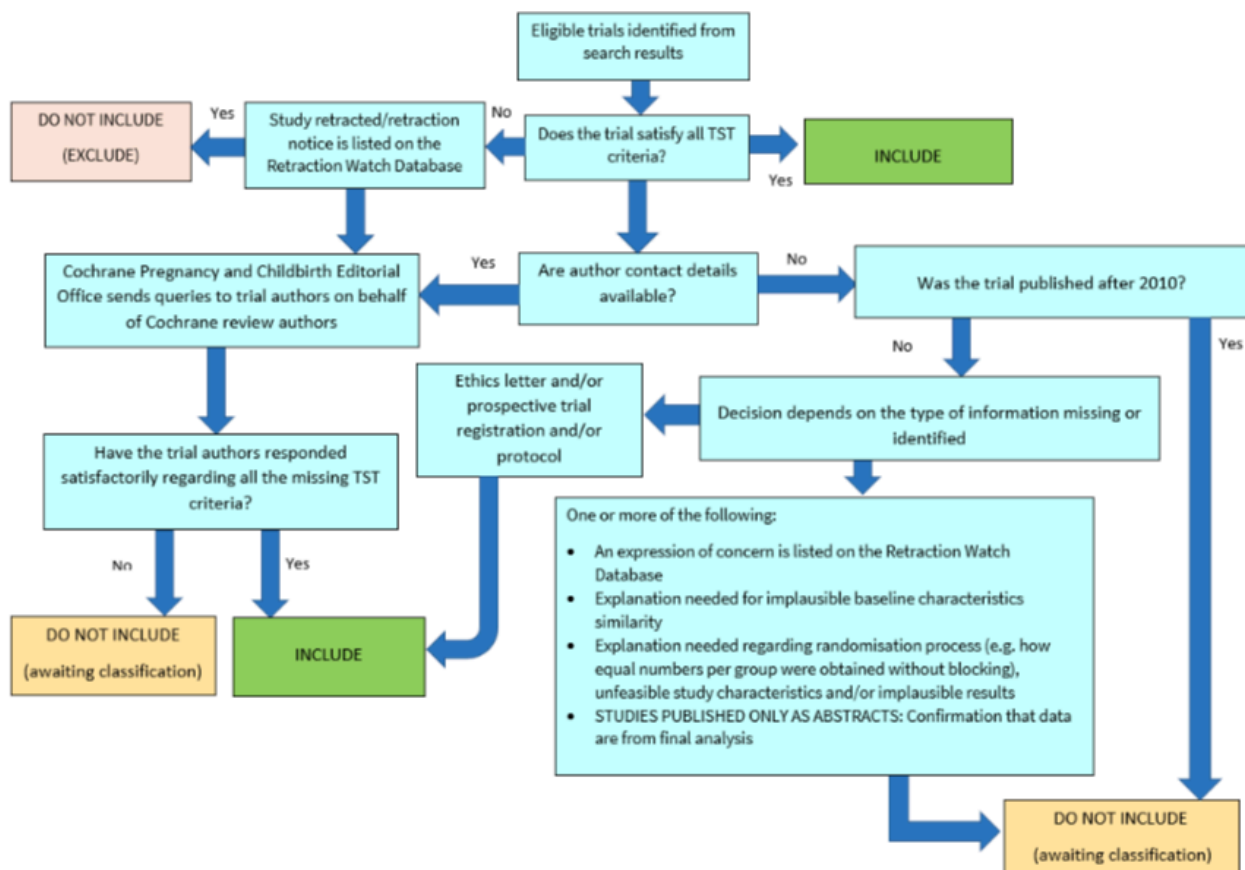 Eligible trials identified from
search results
DO NOT INCLUDE
(EXCLUDE)
Yes
Study retracted/retraction
notice is listed on the
Retraction Watch Database
No
Does the trial satisfy all TST
criteria?
Yes
INCLUDE
Cochrane Pregnancy and Childbirth Editorial
Office sends queries to trial authors on behalf
of Cochrane review authors
Yes
Are author contact details
available?
No
Was the trial published after 2010?
No
Yes
Ethics letter and/or
prospective trial
registration and/or
protocol
Decision depends on the type of information missing or
identified
Have the trial authors responded
satisfactorily regarding all the missing TST
criteria?
No
Yes
DO NOT INCLUDE
(awaiting classification)
INCLUDE
One or more of the following:
• An expression of concern is listed on the Retraction Watch
Database
• Explanation needed for implausible baseline characteristics
similarity
• Explanation needed regarding randomisation process (e.g. how
equal numbers per group were obtained without blocking),
unfeasible study characteristics and/or implausible results
• STUDIES PUBLISHED ONLY AS ABSTRACTS: Confirmation that data
are from final analysis
DO NOT INCLUDE
(awaiting classification)